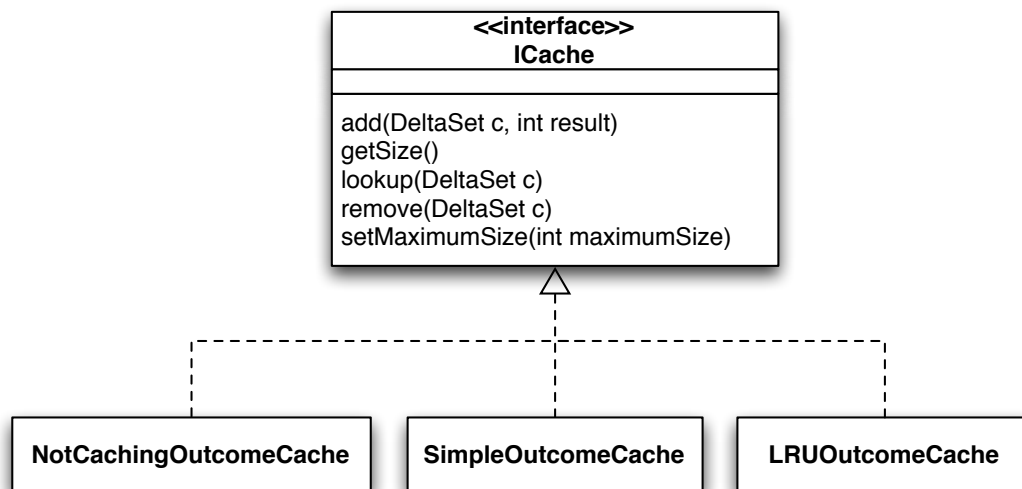 <<interface>>
ICache
add(DeltaSet c, int result)
getSize()
lookup(DeltaSet c)
remove(DeltaSet c)
setMaximumSize(int maximumSize)
NotCachingOutcomeCache
SimpleOutcomeCache
LRUOutcomeCache